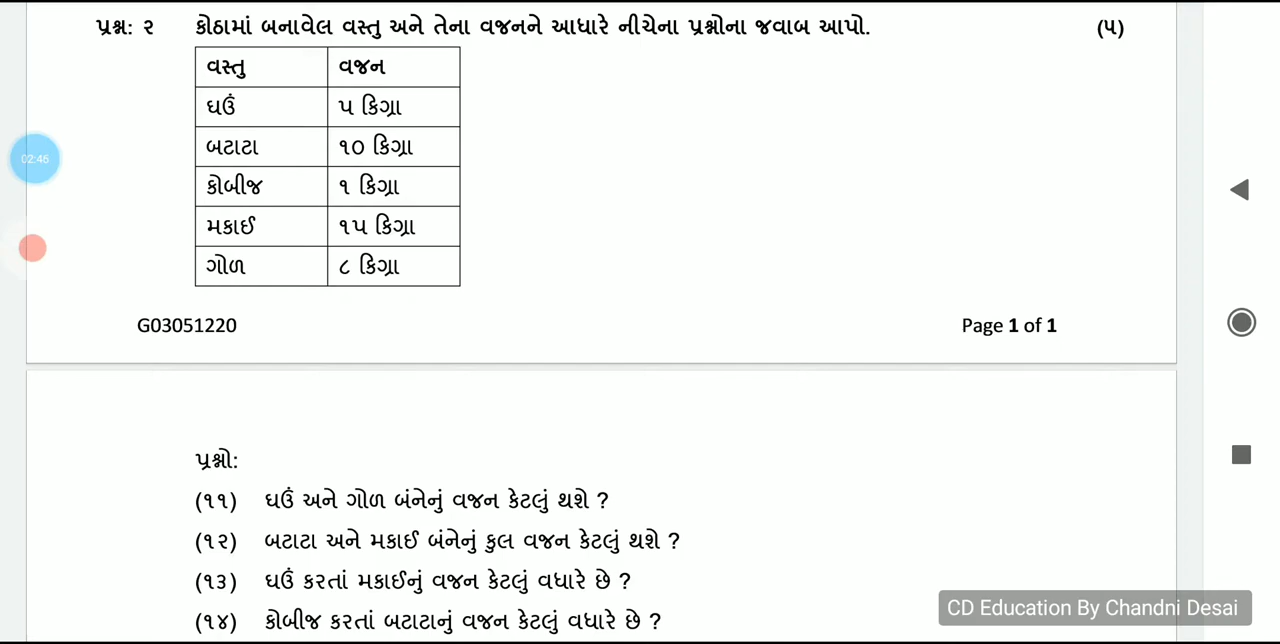 પ્રશ્ન: ૨ કોઠામાં બનાવેલ વસ્તુ અને તેના વજનને આધારે નીચેના પ્રશ્નોના જવાબ આપો. (૫)
વસ્તુ વજન
ઘઉં ૫ કિગ્રા
02:46
બટાટા ૧૦ કિગ્રા
કોબીજ ૧ કિગ્રા
મકાઈ ૧૫ કિગ્રા
ગોળ ૮ કિગ્રા
G03051220 Page 1 of 1
પ્રશ્નો:
(૧૧) ઘઉં અને ગોળ બંનેનું વજન કેટલું થશે ?
(૧૨) બટાટા અને મકાઈ બંનેનું કુલ વજન કેટલું થશે ?
(૧૩) ઘઉં કરતાં મકાઈનું વજન કેટલું વધારે છે ?
(૧૪) કોબીજ કરતાં બટાટાનું વજન કેટલું વધારે છે ?
CD Education By Chandni Desai